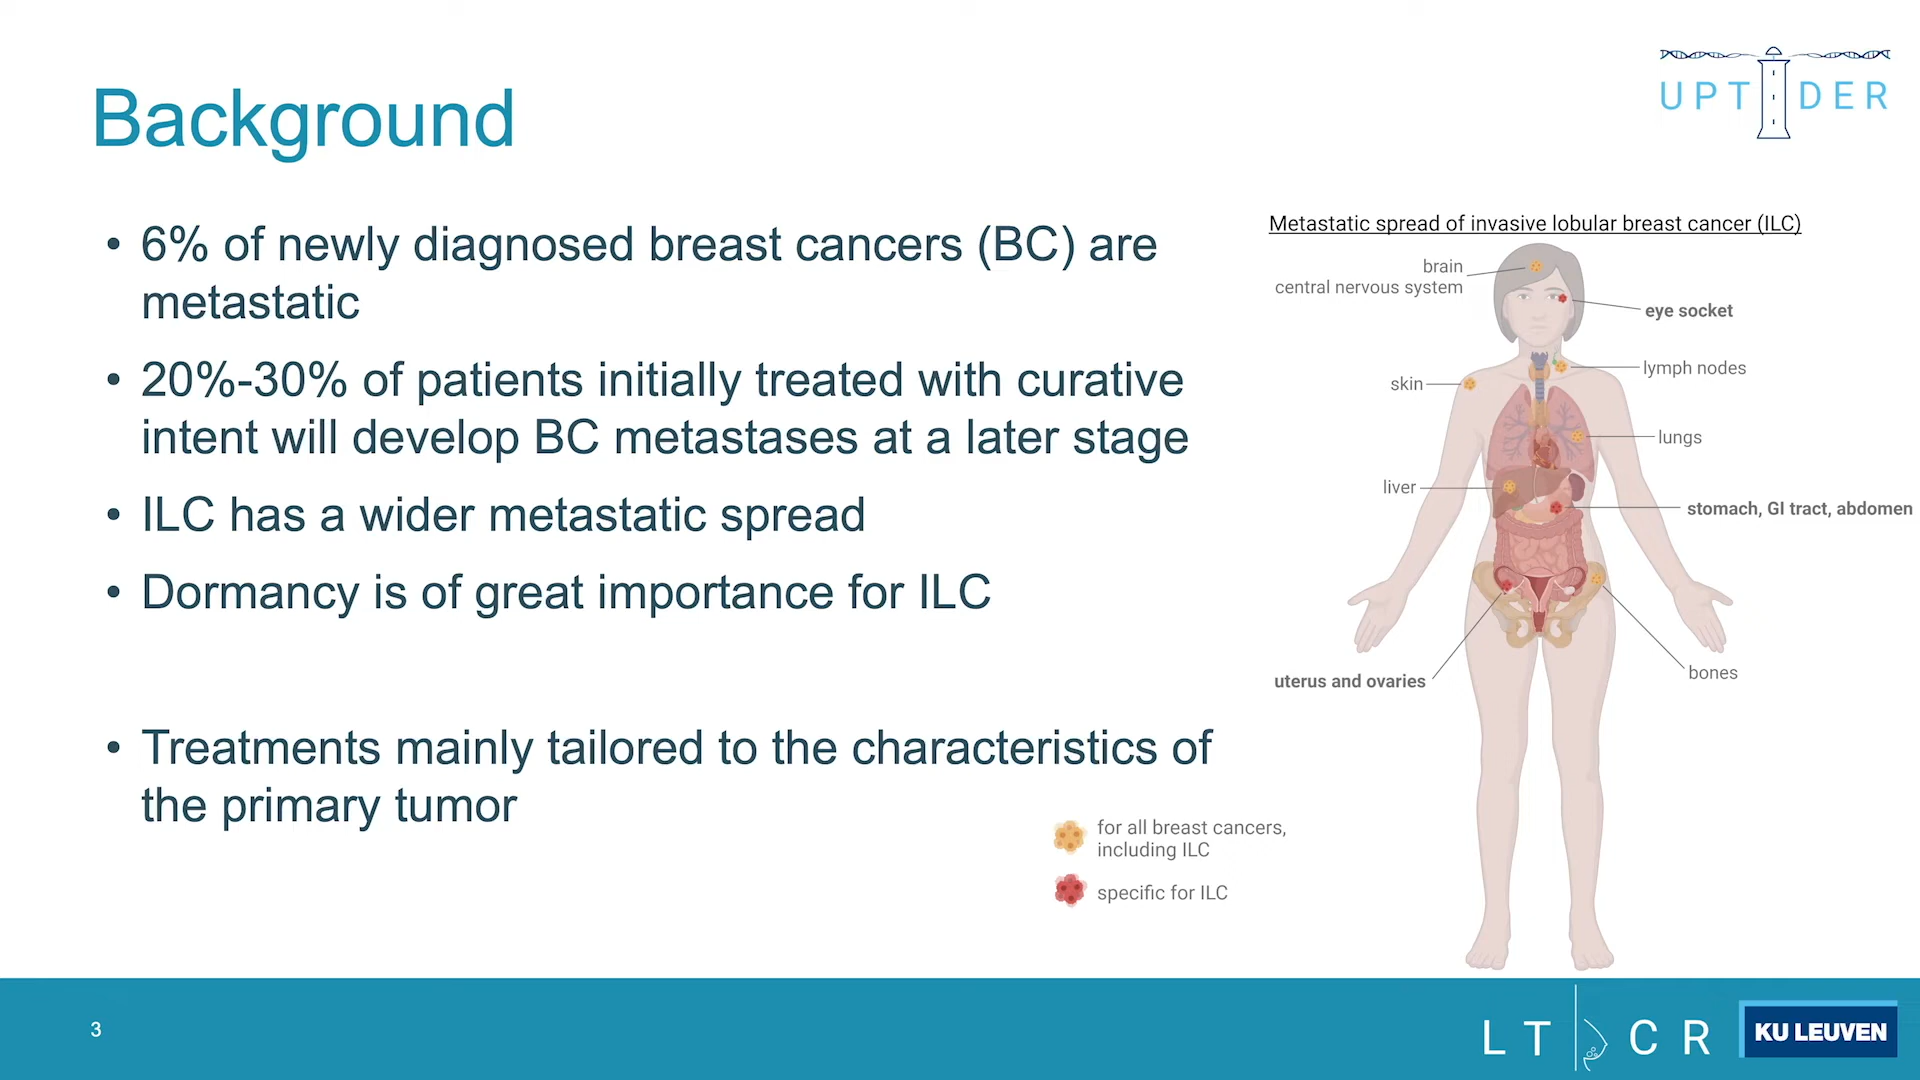 UPTIDER
Background
• 6% of newly diagnosed breast cancers (BC) are
metastatic
• 20%-30% of patients initially treated with curative
intent will develop BC metastases at a later stage
• ILC has a wider metastatic spread
• Dormancy is of great importance for ILC
• Treatments mainly tailored to the characteristics of
the primary tumor
Metastatic spread of invasive lobular breast cancer (ILC)
brain
central nervous system
eye socket
lymph nodes
skin
lungs
liver
stomach, GI tract, abdomen
uterus and ovaries
bones
for all breast cancers,
including ILC
specific for ILC
3
LT CR
KU LEUVEN